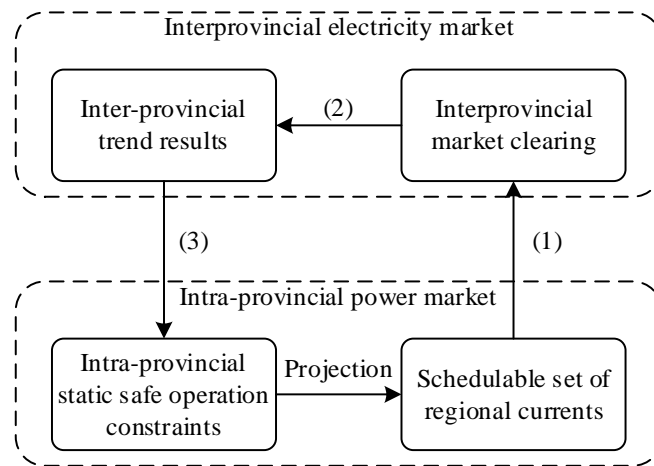 Interprovincial electricity market
Inter-provincial
trend results
(2)
Interprovincial
market clearing
(3)
(1)
Intra-provincial power market
Intra-provincial
static safe operation
constraints
Projection
Schedulable set of
regional currents